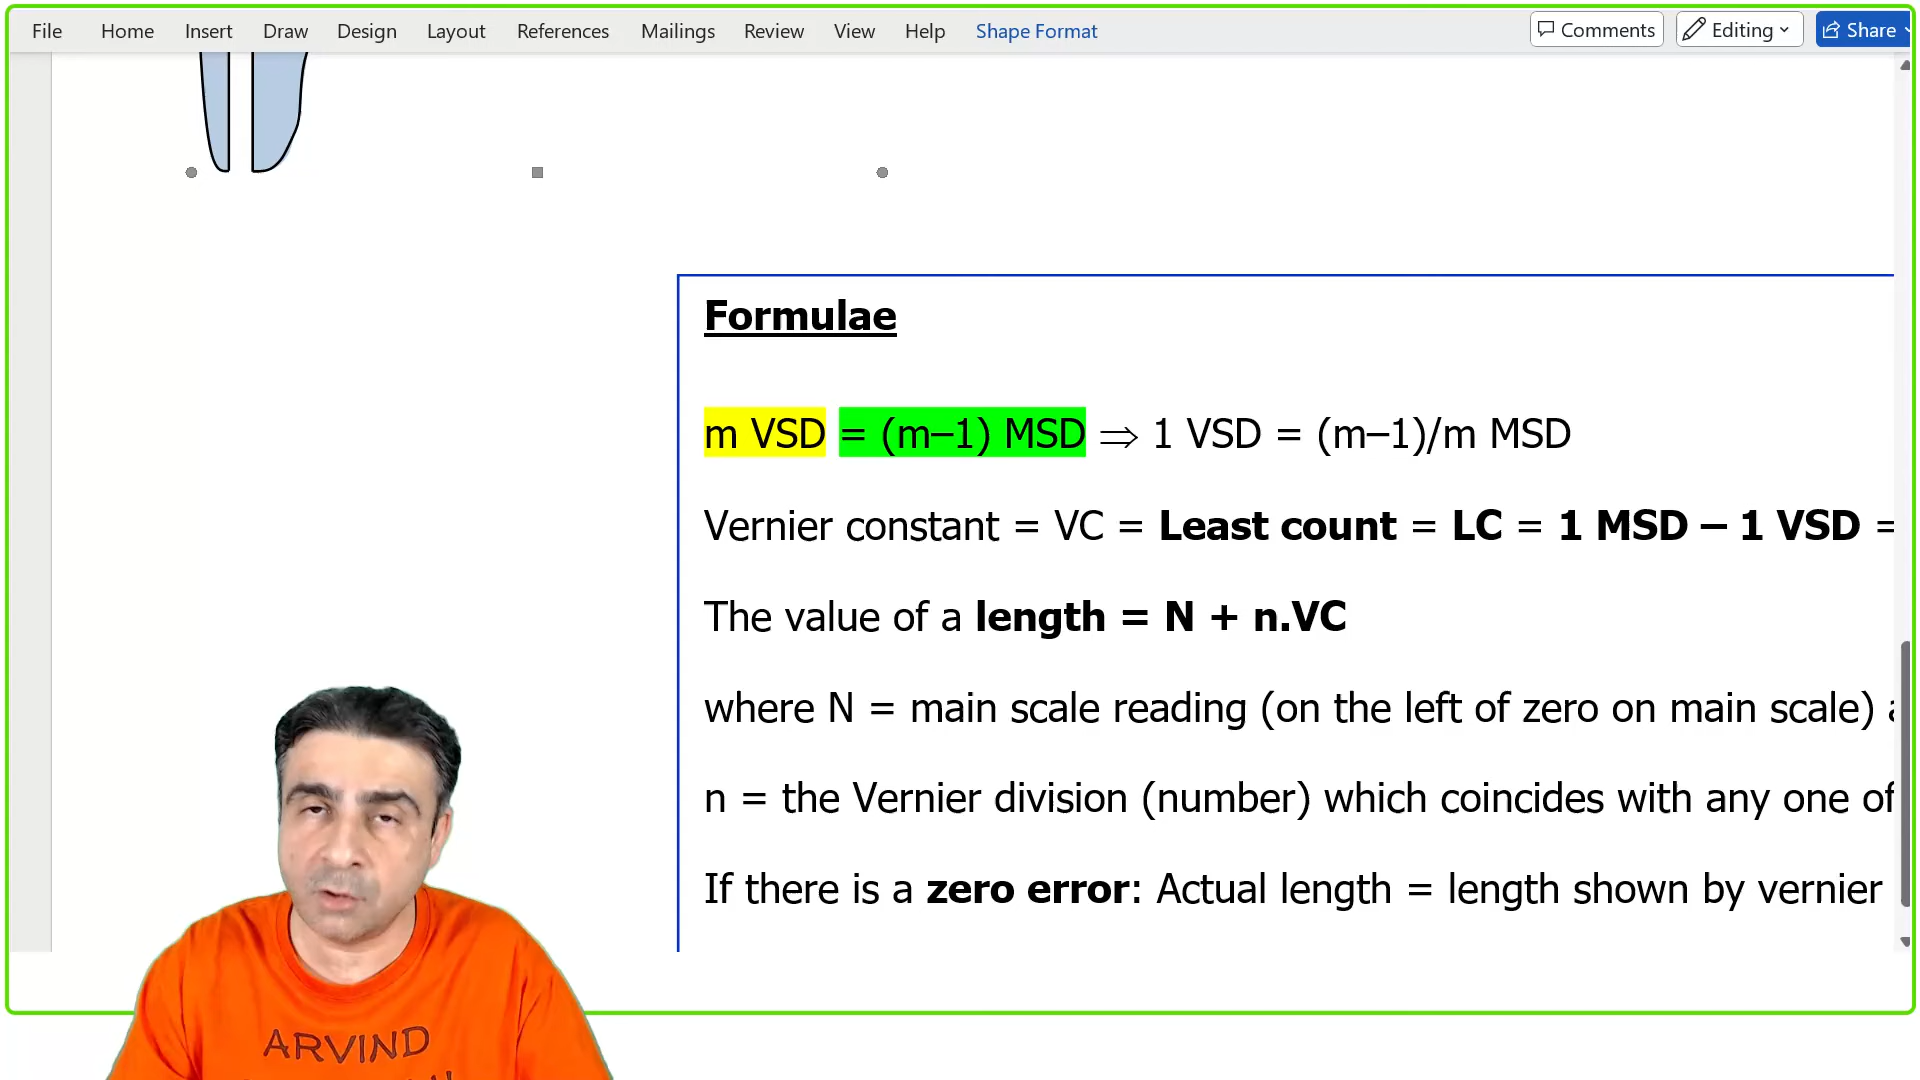 File Home Insert Draw Design Layout References Mailings Review View Help Shape Format Comments Editing Share
Formulae
m VSD = (m–1) MSD ⇒ 1 VSD = (m–1)/m MSD
Vernier constant = VC = Least count = LC = 1 MSD – 1 VSD =
The value of a length = N + n.VC
where N = main scale reading (on the left of zero on main scale)
n = the Vernier division (number) which coincides with any one of
If there is a zero error: Actual length = length shown by vernier
ARVIND